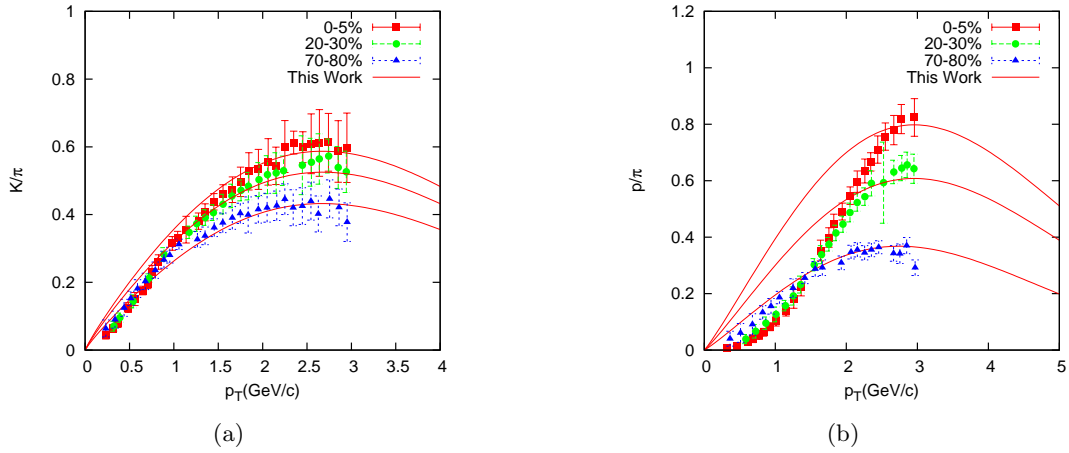 0-5%
20-30%
70-80%
This Work
K/π
1
0.8
0.6
0.4
0.2
0
0 0.5 1 1.5 2 2.5 3 3.5 4
p_T(GeV/c)
(a)
0-5%
20-30%
70-80%
This Work
p/π
1.2
1
0.8
0.6
0.4
0.2
0
0 1 2 3 4 5
p_T(GeV/c)
(b)